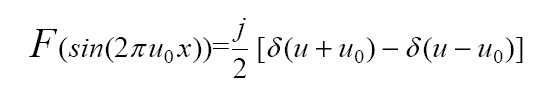 F(sin(2πu₀x))=j/2 [δ(u + u₀) − δ(u − u₀)]